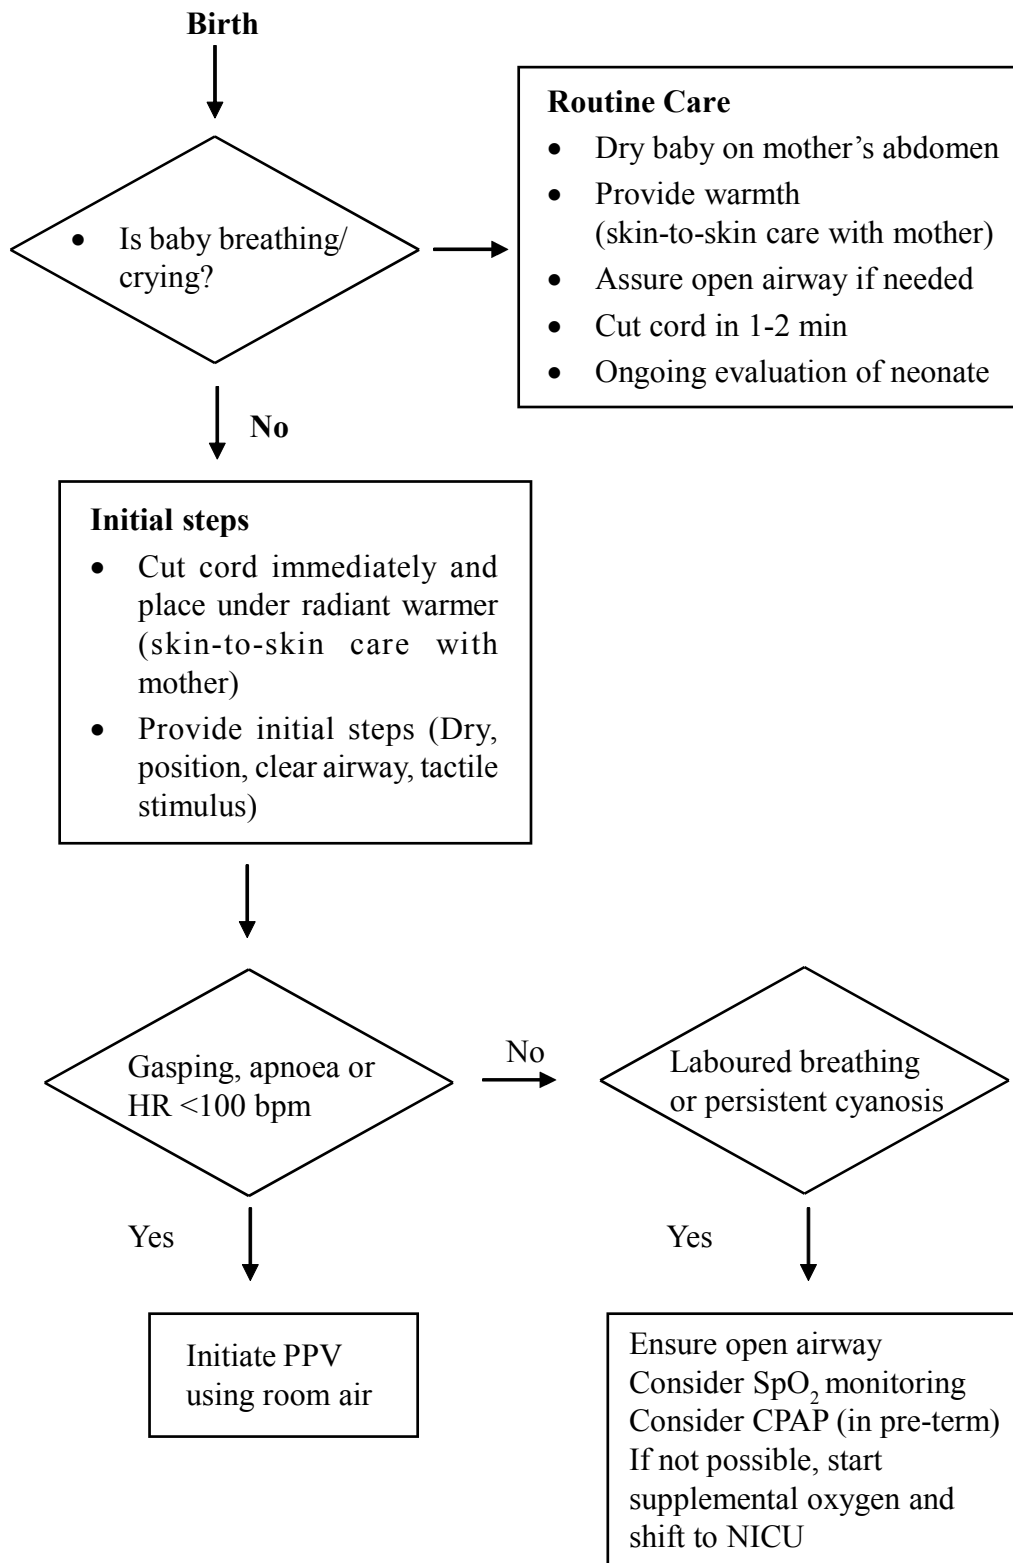 Birth
• Is baby breathing/
crying?
Routine Care
• Dry baby on mother’s abdomen
• Provide warmth
(skin-to-skin care with mother)
• Assure open airway if needed
• Cut cord in 1-2 min
• Ongoing evaluation of neonate
No
Initial steps
• Cut cord immediately and
place under radiant warmer
(skin-to-skin care with
mother)
• Provide initial steps (Dry,
position, clear airway, tactile
stimulus)
Gasping, apnoea or
HR <100 bpm
No
Laboured breathing
or persistent cyanosis
Yes
Initiate PPV
using room air
Yes
Ensure open airway
Consider SpO₂ monitoring
Consider CPAP (in pre-term)
If not possible, start
supplemental oxygen and
shift to NICU